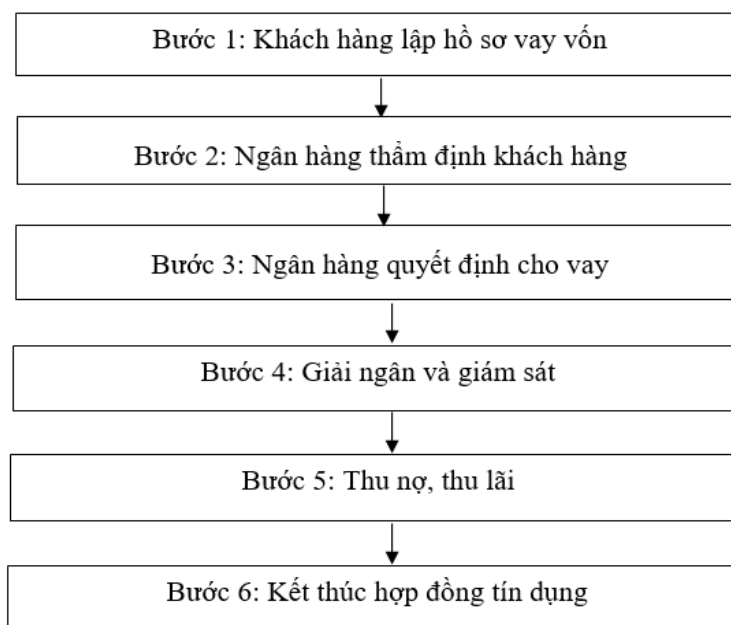 Bước 1: Khách hàng lập hồ sơ vay vốn
Bước 2: Ngân hàng thẩm định khách hàng
Bước 3: Ngân hàng quyết định cho vay
Bước 4: Giải ngân và giám sát
Bước 5: Thu nợ, thu lãi
Bước 6: Kết thúc hợp đồng tín dụng